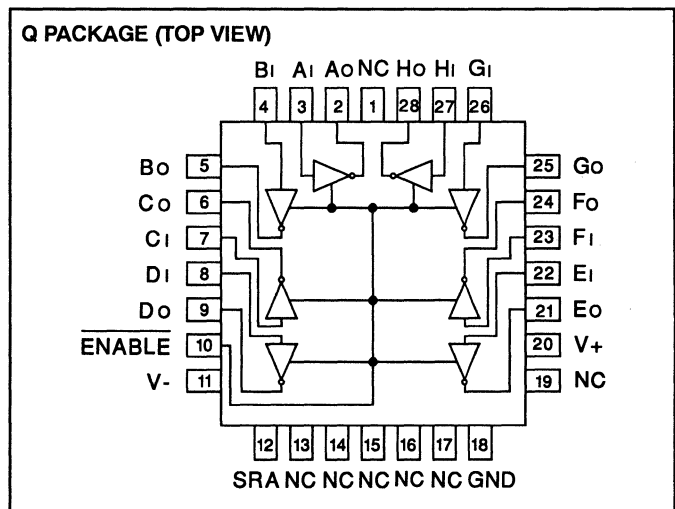 Q PACKAGE (TOP VIEW)
BI AI AO NC HO HI GI
4 3 2 1 28 27 26
BO 5 25 GO
CO 6 24 FO
CI 7 23 FI
DI 8 22 EI
DO 9 21 EO
ENABLE 10 20 V+
V- 11 19 NC
12 13 14 15 16 17 18
SRA NC NC NC NC NC GND